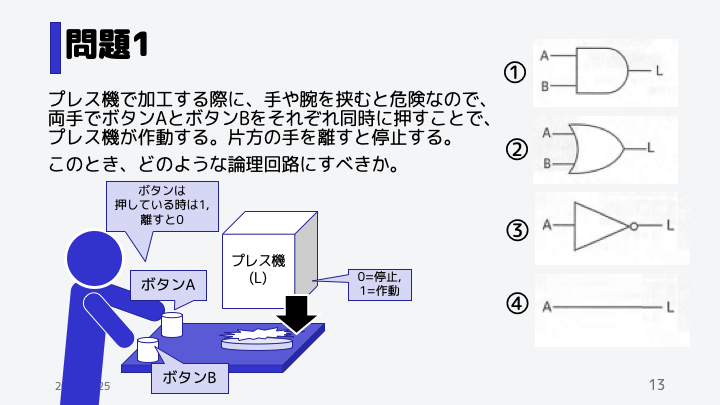 問題1
プレス機で加工する際に、手や腕を挟むと危険なので、
両手でボタンAとボタンBをそれぞれ同時に押すことで、
プレス機が作動する。片方の手を離すと停止する。
このとき、どのような論理回路にすべきか。
ボタンは
押している時は1,
離すと0
プレス機
(L)
0=停止,
1=作動
ボタンA
ボタンB
① A B L
② A B L
③ A L
④ A L
13